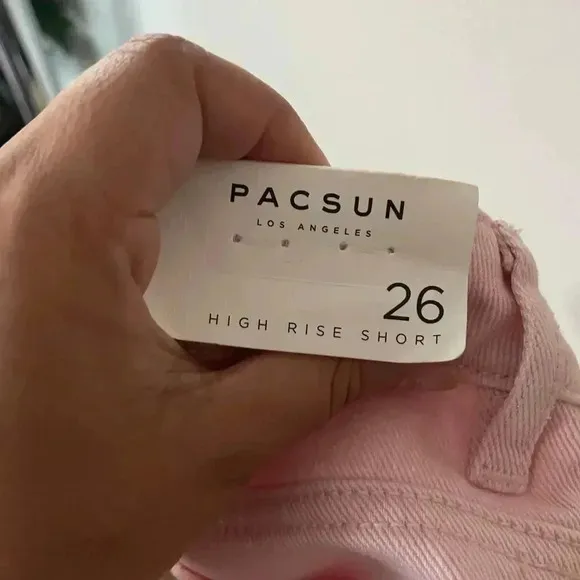 PACSUN
LOS ANGELES
26
HIGH RISE SHORT